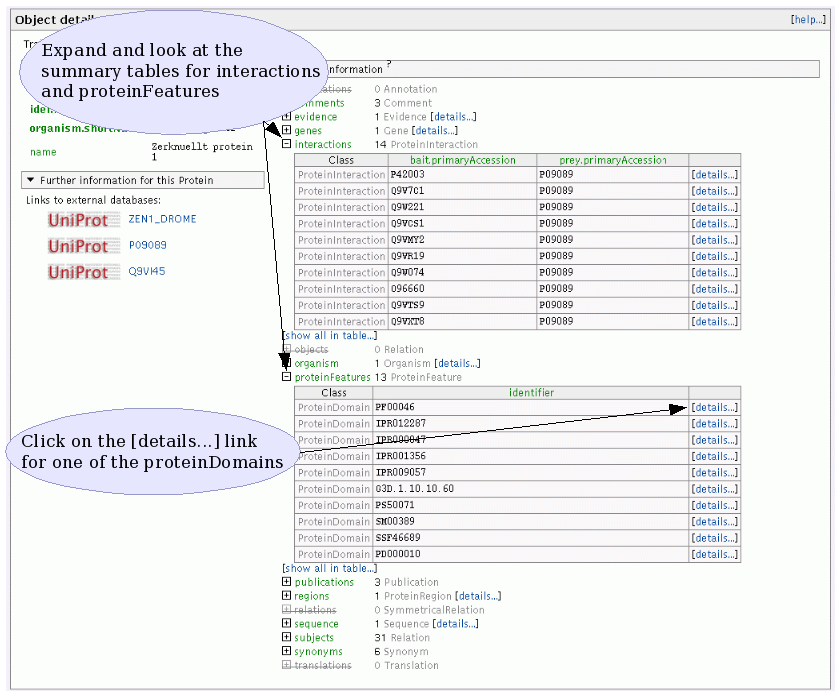 Object detai
[help...]
Tra
Expand and look at the
summary tables for interactions
and proteinFeatures
nformation ?
ations 0 Annotation
mments 3 Comment
iden
evidence 1 Evidence [details...]
organism.short
genes 1 Gene [details...]
name Zerknuellt protein 1
interactions 14 ProteinInteraction
Class bait.primaryAccession prey.primaryAccession
ProteinInteraction P42003 P09089 [details...]
ProteinInteraction Q9V7C1 P09089 [details...]
ProteinInteraction Q9W221 P09089 [details...]
ProteinInteraction Q9VCS1 P09089 [details...]
ProteinInteraction Q9VMY2 P09089 [details...]
ProteinInteraction Q9VR19 P09089 [details...]
ProteinInteraction Q9W074 P09089 [details...]
ProteinInteraction O96660 P09089 [details...]
ProteinInteraction Q9VTS9 P09089 [details...]
ProteinInteraction Q9VXT8 P09089 [details...]
[show all in table...]
Further information for this Protein
Links to external databases:
UniProt ZEN1_DROME
UniProt P09089
UniProt Q9VI45
objects 0 Relation
organism 1 Organism [details...]
proteinFeatures 13 ProteinFeature
Class identifier
ProteinDomain PF00046 [details...]
ProteinDomain IPR012287 [details...]
ProteinDomain IPR000047 [details...]
ProteinDomain IPR001356 [details...]
ProteinDomain IPR009057 [details...]
ProteinDomain G3D.1.10.10.60 [details...]
ProteinDomain PS50071 [details...]
ProteinDomain SM00389 [details...]
ProteinDomain SSF46689 [details...]
ProteinDomain PD000010 [details...]
[show all in table...]
Click on the [details...] link
for one of the proteinDomains
publications 3 Publication
regions 1 ProteinRegion [details...]
relations 0 SymmetricalRelation
sequence 1 Sequence [details...]
subjects 31 Relation
synonyms 6 Synonym
translations 0 Translation